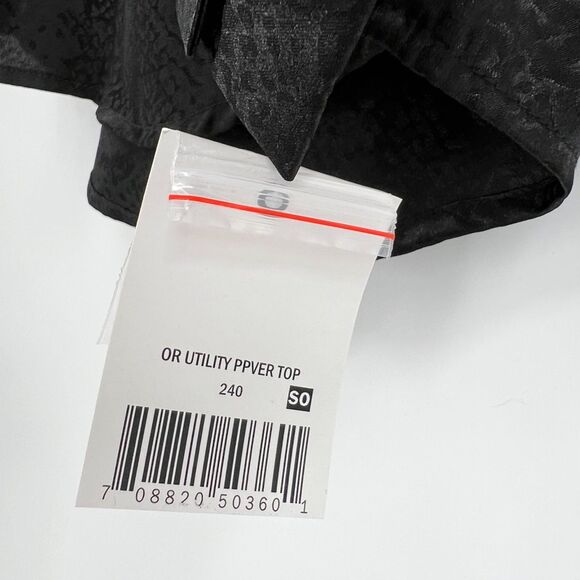 OR UTILITY PPVER TOP
240
SO
7 08820 50360 1